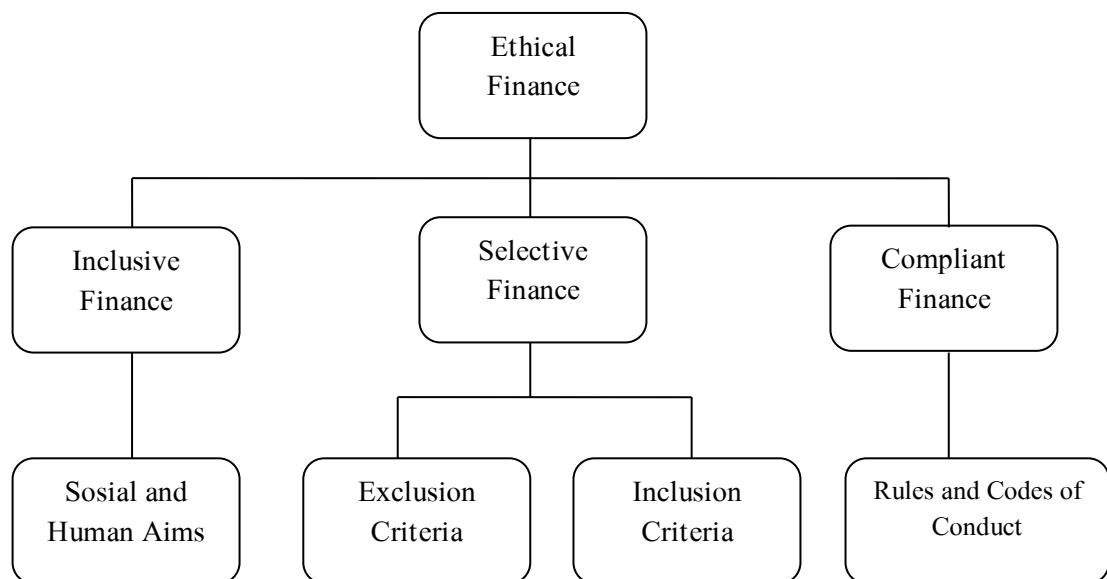 Ethical
Finance
Inclusive
Finance
Selective
Finance
Compliant
Finance
Sosial and
Human Aims
Exclusion
Criteria
Inclusion
Criteria
Rules and Codes of
Conduct